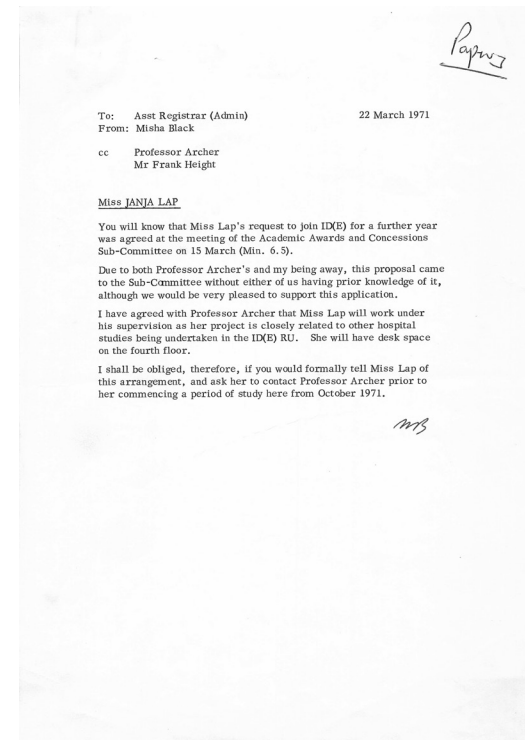 To: Asst Registrar (Admin) 22 March 1971
From: Misha Black
cc Professor Archer
Mr Frank Height
Miss JANJA LAP
You will know that Miss Lap's request to join ID(E) for a further year
was agreed at the meeting of the Academic Awards and Concessions
Sub-Committee on 15 March (Min. 6.5).
Due to both Professor Archer's and my being away, this proposal came
to the Sub-Committee without either of us having prior knowledge of it,
although we would be very pleased to support this application.
I have agreed with Professor Archer that Miss Lap will work under
his supervision as her project is closely related to other hospital
studies being undertaken in the ID(E) RU. She will have desk space
on the fourth floor.
I shall be obliged, therefore, if you would formally tell Miss Lap of
this arrangement, and ask her to contact Professor Archer prior to
her commencing a period of study here from October 1971.
MB